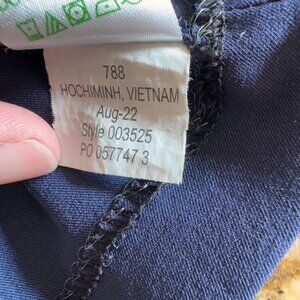 788
HOCHIMINH, VIETNAM
Aug-22
Style 003525
PO 057747 3